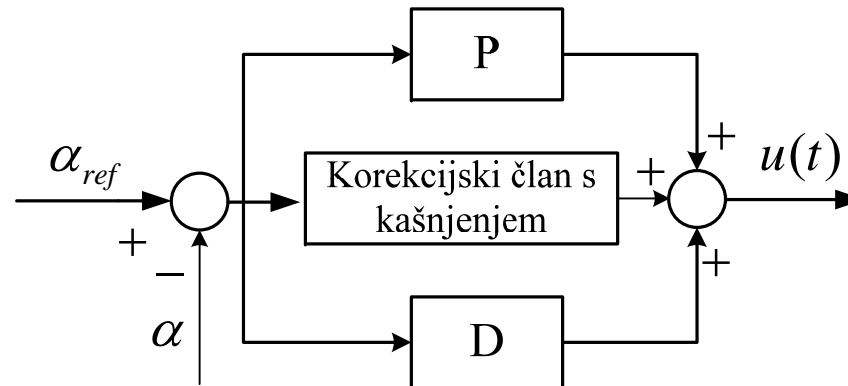 P
α_ref
Korekcijski član s
kašnjenjem
+
+
u(t)
+
−
+
α
D